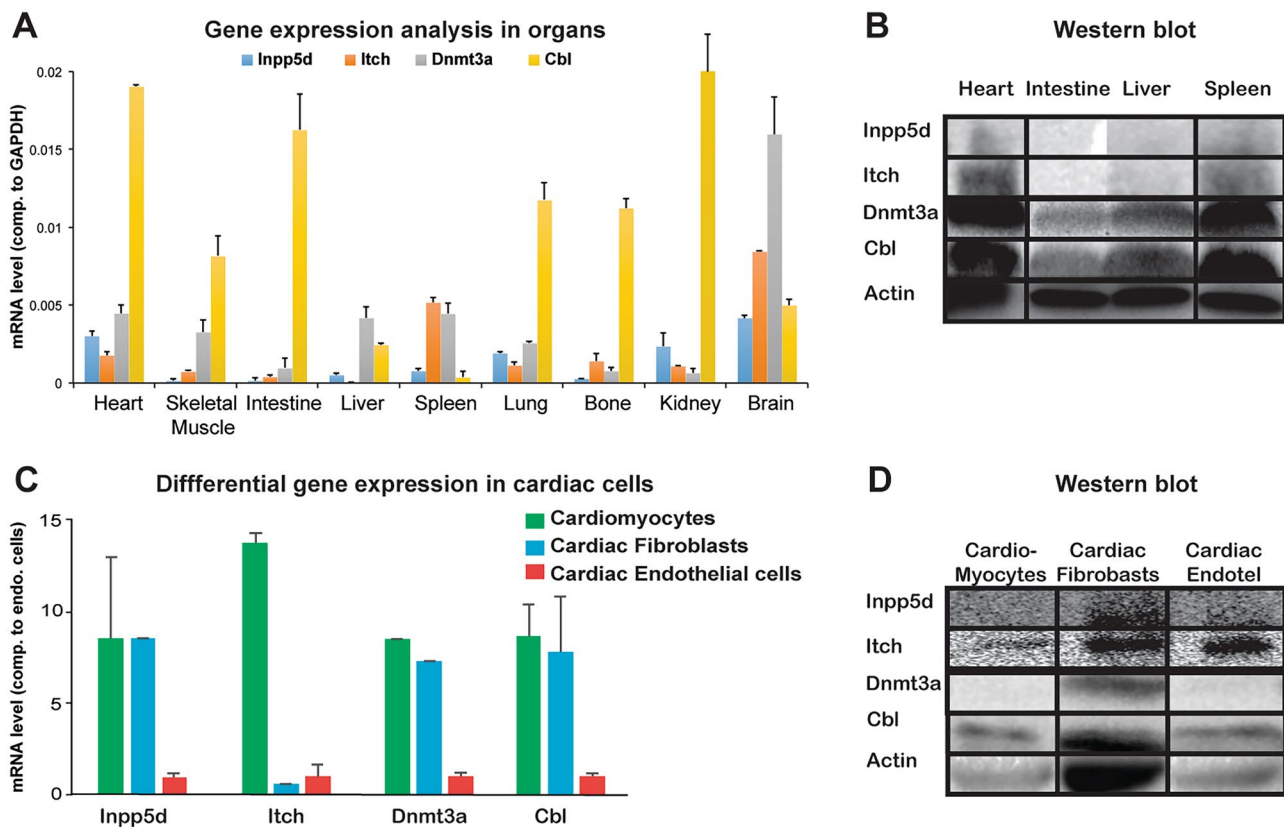 A
Gene expression analysis in organs
Inpp5d Itch Dnmt3a Cbl
mRNA level (comp. to GAPDH)
0.02
0.015
0.01
0.005
0
Heart Skeletal Muscle Intestine Liver Spleen Lung Bone Kidney Brain
B
Western blot
Heart Intestine Liver Spleen
Inpp5d
Itch
Dnmt3a
Cbl
Actin
C
Diffferential gene expression in cardiac cells
Cardiomyocytes
Cardiac Fibroblasts
Cardiac Endothelial cells
mRNA level (comp. to endo. cells)
15
10
5
0
Inpp5d Itch Dnmt3a Cbl
D
Western blot
Cardio- Cardiac Cardiac
Myocytes Fibrobasts Endotel
Inpp5d
Itch
Dnmt3a
Cbl
Actin